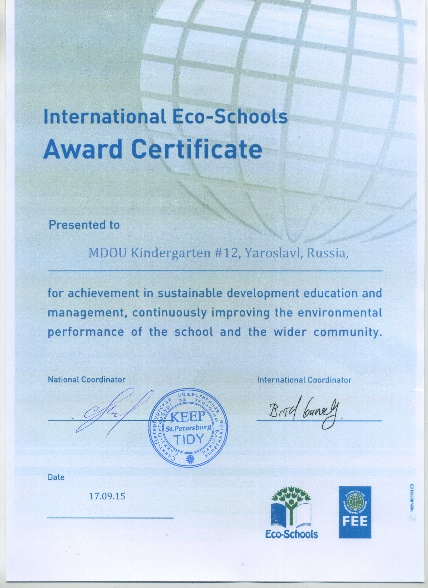 International Eco-Schools
Award Certificate
Presented to
MDOU Kindergarten #12, Yaroslavl, Russia,
for achievement in sustainable development education and
management, continuously improving the environmental
performance of the school and the wider community.
National Coordinator
International Coordinator
KEEP
St.Petersburg
TIDY
Date
17.09.15
Eco-Schools
FEE